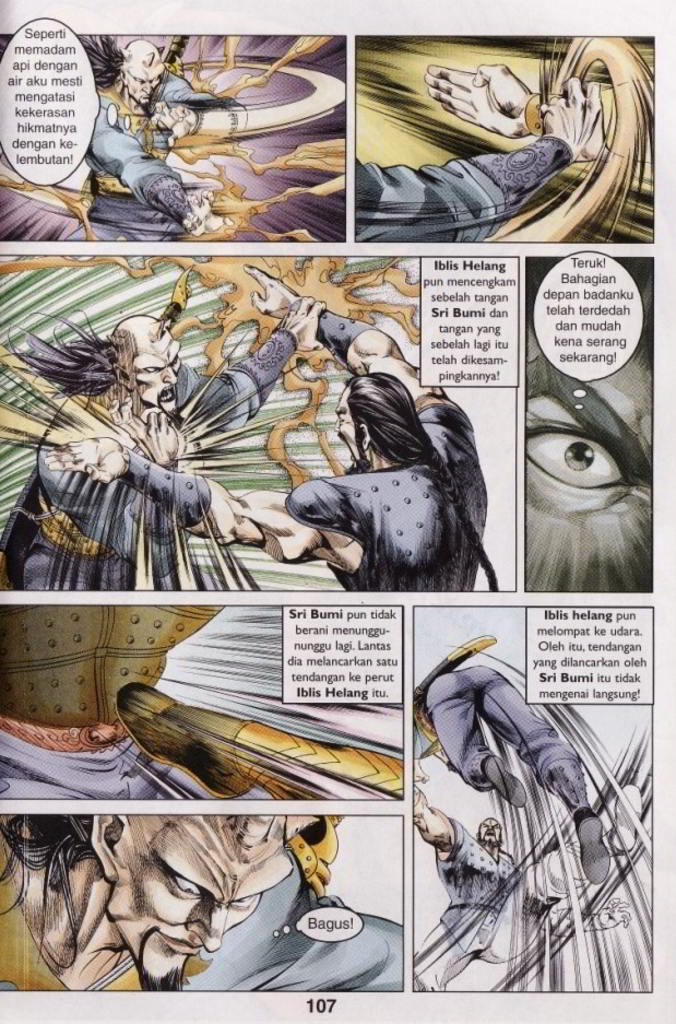 Seperti
memadam
api dengan
air aku mesti
mengatasi
kekerasan
hikmatnya
dengan ke-
lembutan!
Iblis Helang
pun mencengkam
sebelah tangan
Sri Bumi dan
tangan yang
sebelah lagi itu
telah dikesam-
pingkannya!
Teruk!
Bahagian
depan badanku
telah terdedah
dan mudah
kena serang
sekarang!
Sri Bumi pun tidak
berani menunggu-
nunggu lagi. Lantas
dia melancarkan satu
tendangan ke perut
Iblis Helang itu.
Iblis helang pun
melompat ke udara.
Oleh itu, tendangan
yang dilancarkan oleh
Sri Bumi itu tidak
mengenai langsung!
Bagus!
107